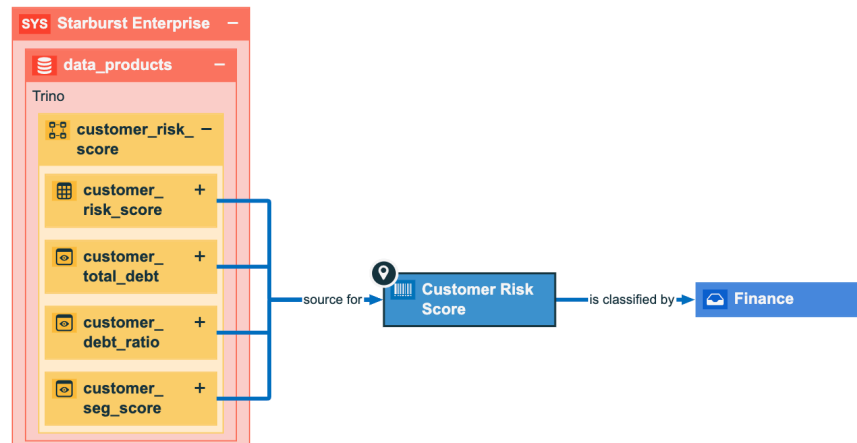 SYS Starburst Enterprise −
data_products −
Trino
customer_risk_ −
score
customer_ +
risk_score
customer_ +
total_debt
customer_ +
debt_ratio
customer_ +
seg_score
source for
Customer Risk
Score
is classified by
Finance